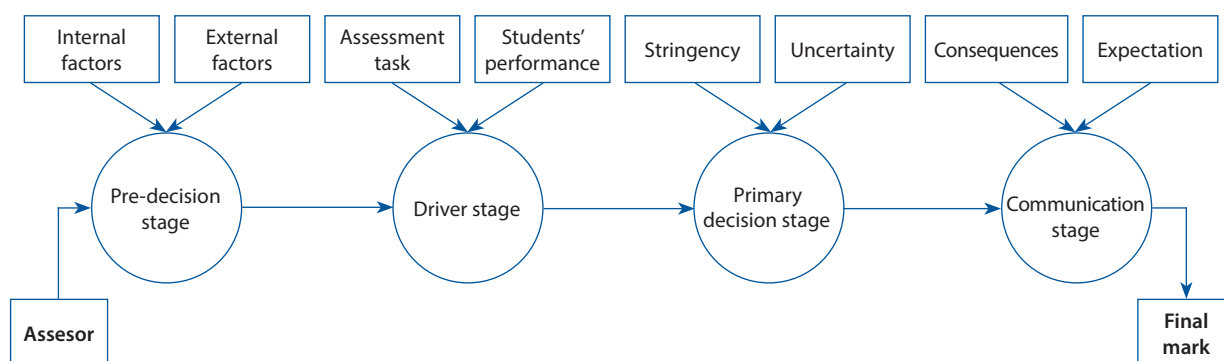 Internal
factors
External
factors
Assessment
task
Students’
performance
Stringency
Uncertainty
Consequences
Expectation
Pre-decision
stage
Driver stage
Primary
decision stage
Communication
stage
Assesor
Final
mark